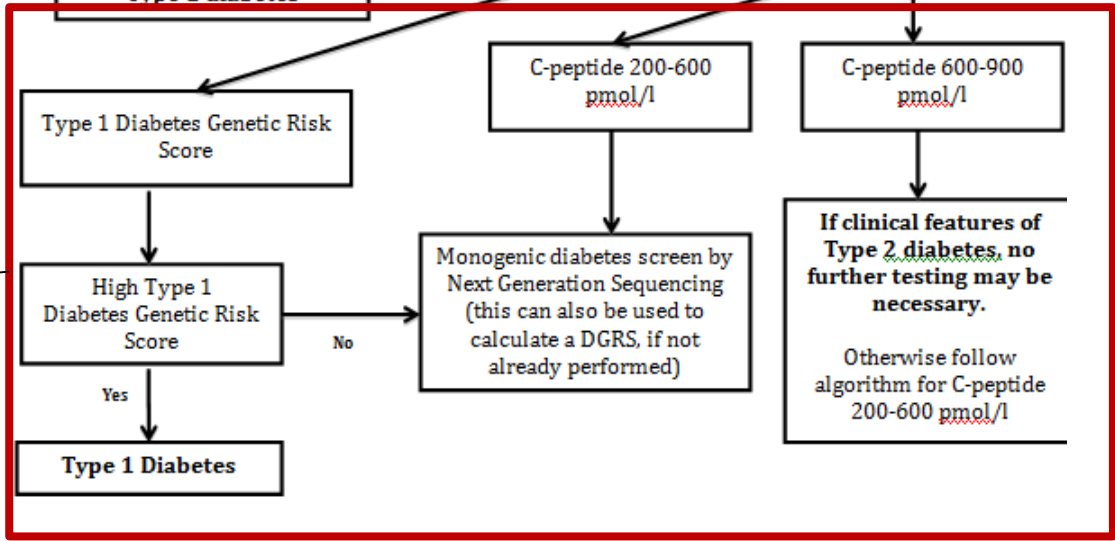 Type diabetes
C-peptide 200-600
pmol/l
C-peptide 600-900
pmol/l
Type 1 Diabetes Genetic Risk
Score
If clinical features of
Type 2 diabetes, no
further testing may be
necessary.
Otherwise follow
algorithm for C-peptide
200-600 pmol/l
Monogenic diabetes screen by
Next Generation Sequencing
(this can also be used to
calculate a DGRS, if not
already performed)
High Type 1
Diabetes Genetic Risk
Score
No
Yes
Type 1 Diabetes